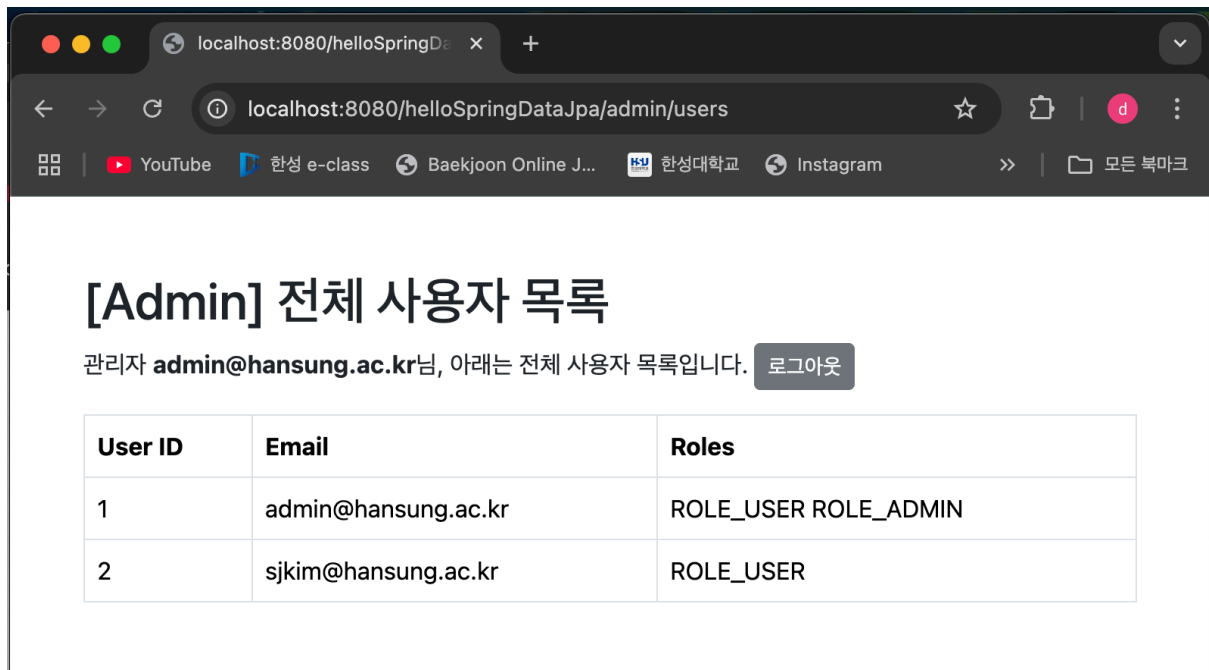 localhost:8080/helloSpringDa
localhost:8080/helloSpringDataJpa/admin/users
d
YouTube 한성 e-class Baekjoon Online J... HSU 한성대학교 Instagram » 모든 북마크
[Admin] 전체 사용자 목록
관리자 admin@hansung.ac.kr님, 아래는 전체 사용자 목록입니다. 로그아웃
User ID Email Roles
1 admin@hansung.ac.kr ROLE_USER ROLE_ADMIN
2 sjkim@hansung.ac.kr ROLE_USER